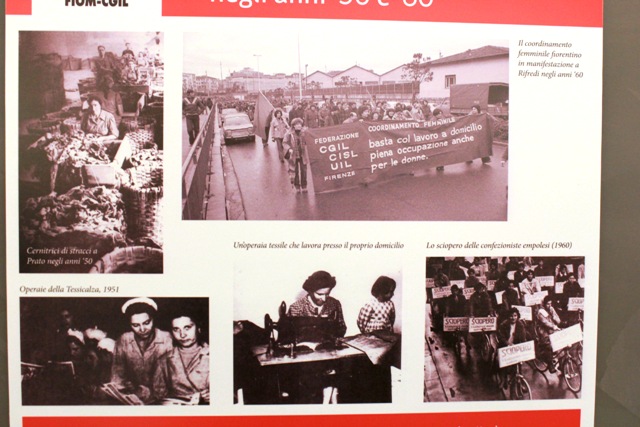 FIOM-CGIL
negli anni '50 e '60
Il coordinamento
femminile fiorentino
in manifestazione a
Rifredi negli anni '60
FEDERAZIONE
CGIL
CISL
UIL
FIRENZE
COORDINAMENTO FEMMINILE
basta col lavoro a domicilio
piena occupazione anche
per le donne.
Cernitrici di stracci a
Prato negli anni '50
Un'operaia tessile che lavora presso il proprio domicilio
Lo sciopero delle confezioniste empolesi (1960)
Operaie della Tessicalza, 1951
SCIOPERO
SCIOPERO
SCIOPERO